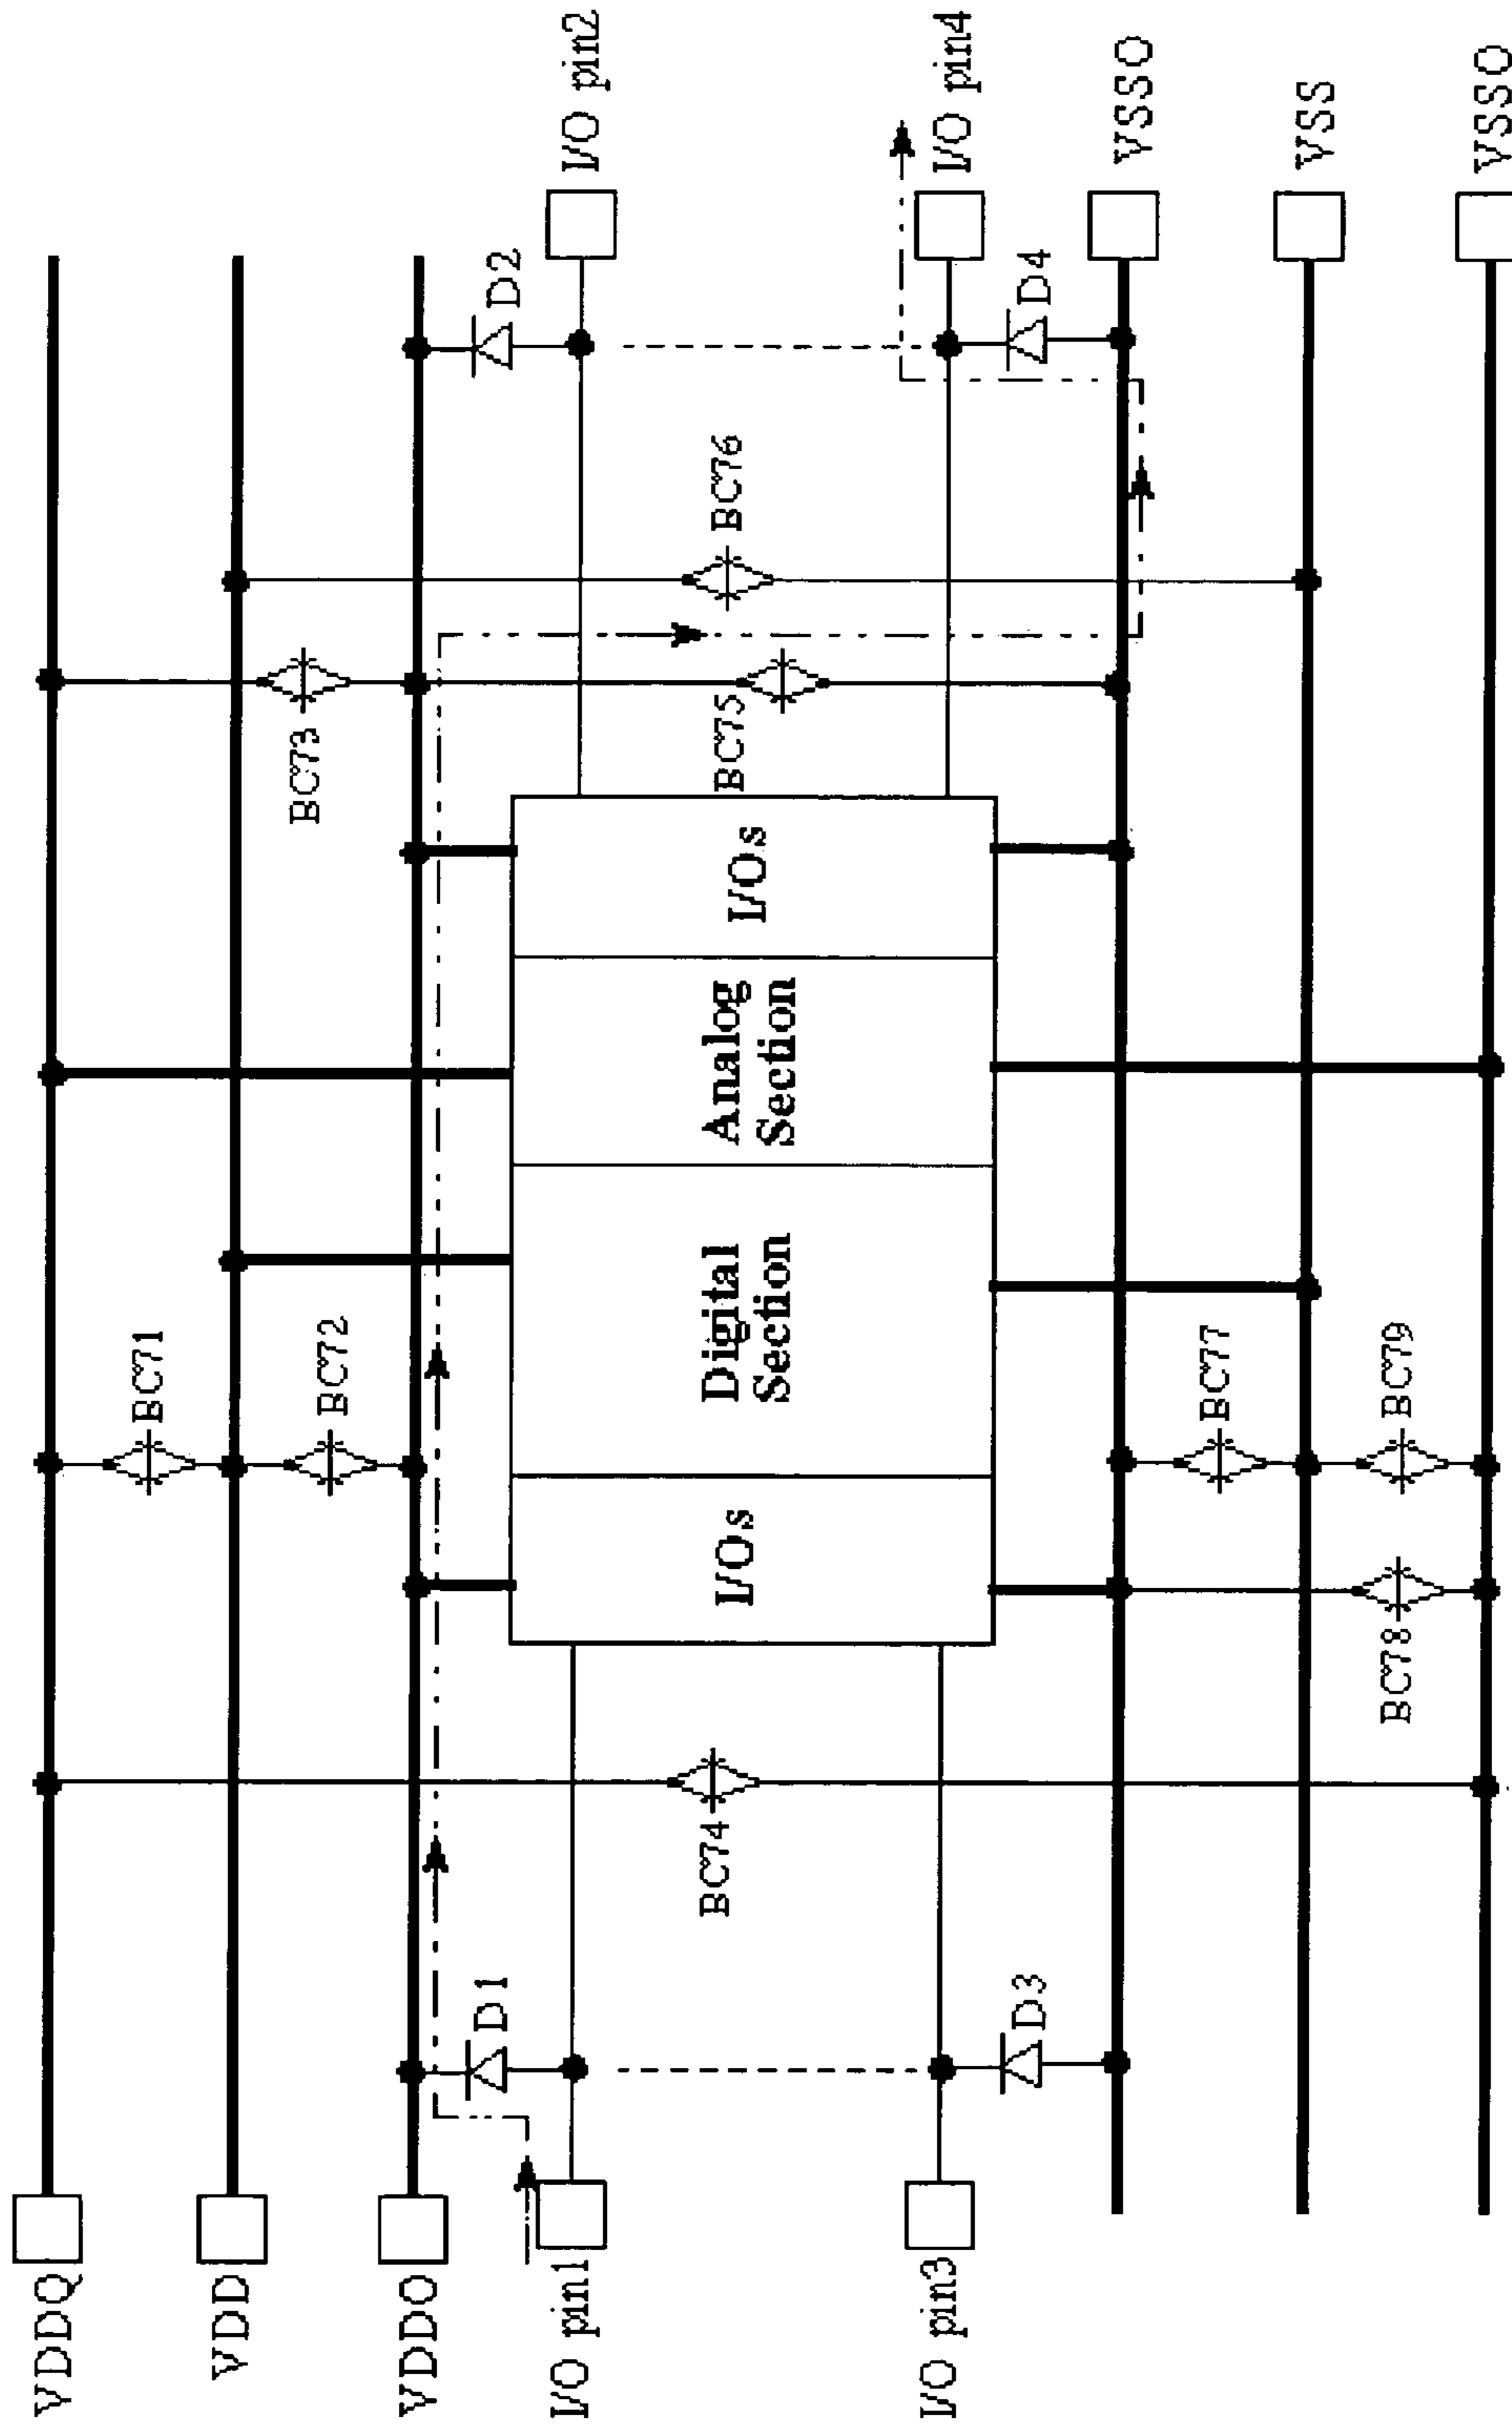 VDDQ
VDD
VDDO
I/O pin1
I/O pin3
BC71
BC72
BC73
BC74
BC75
BC76
BC77
BC78
BC79
D1
D2
D3
D4
I/Os
Digital
Section
Analog
Section
I/Os
I/O pin2
I/O pin4
VSSO
VSS
VSSO